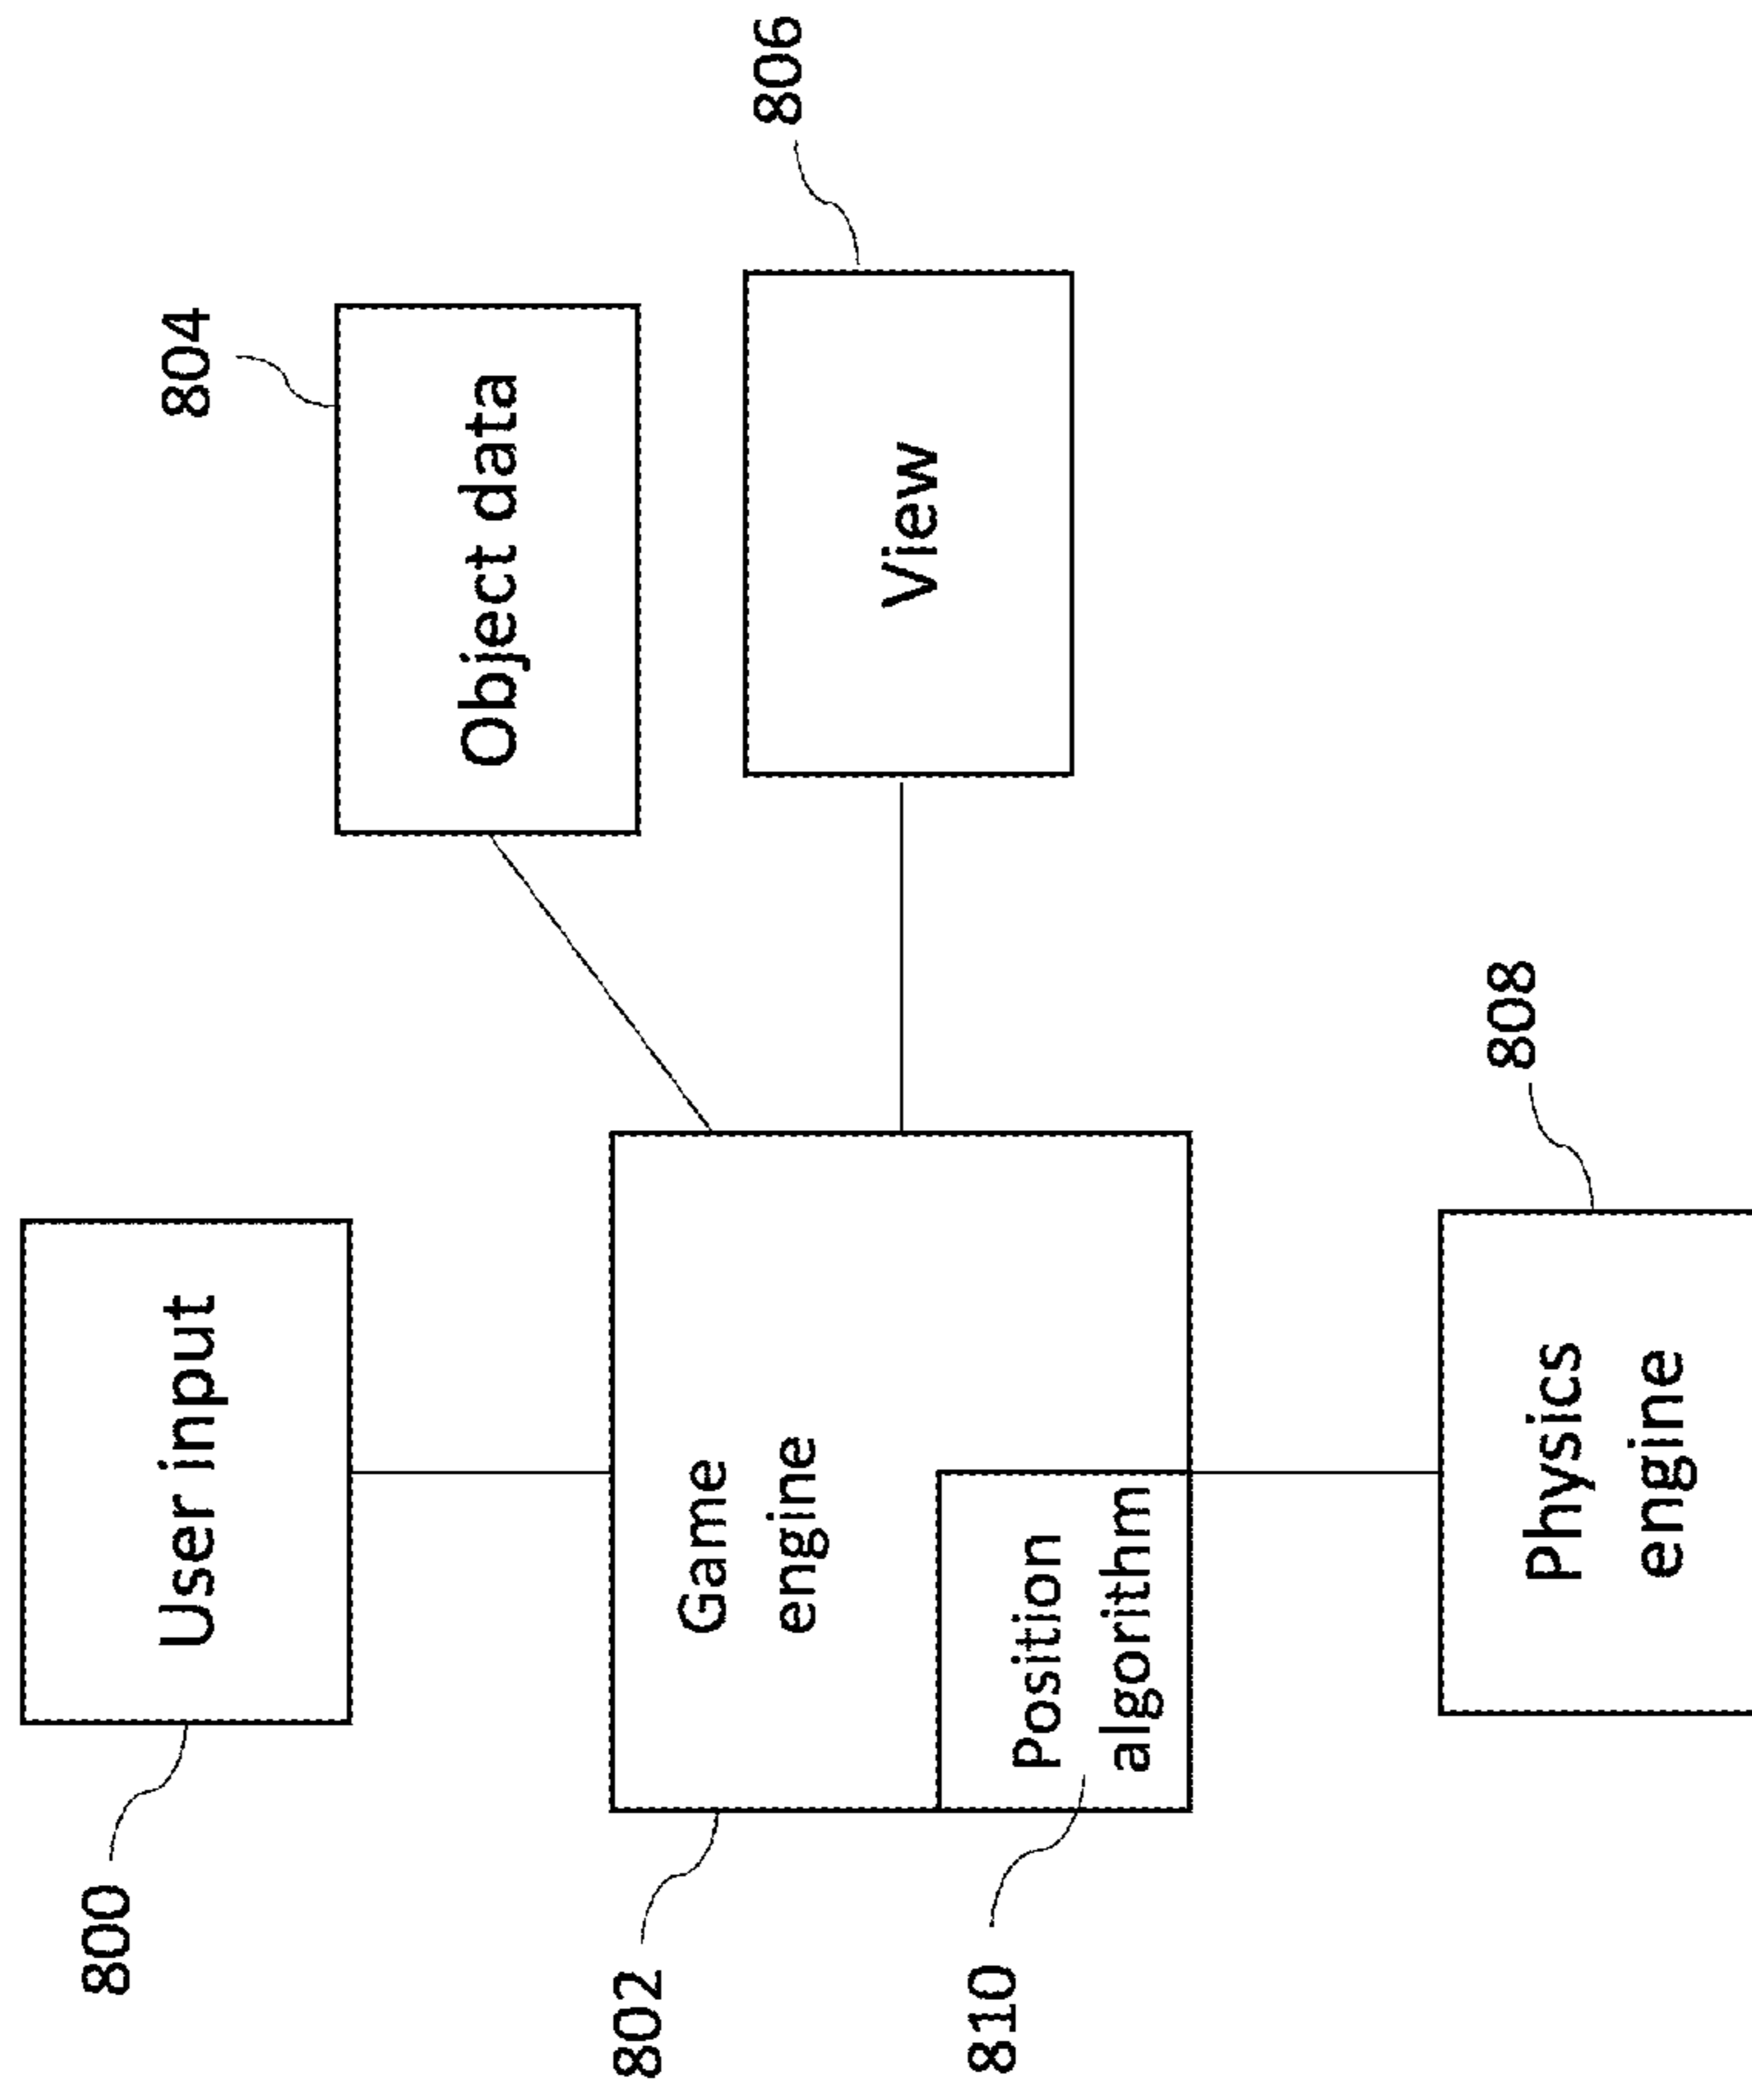 800
User input
802
Game
engine
810
Position
algorithm
804
Object data
View
806
Physics
engine
808